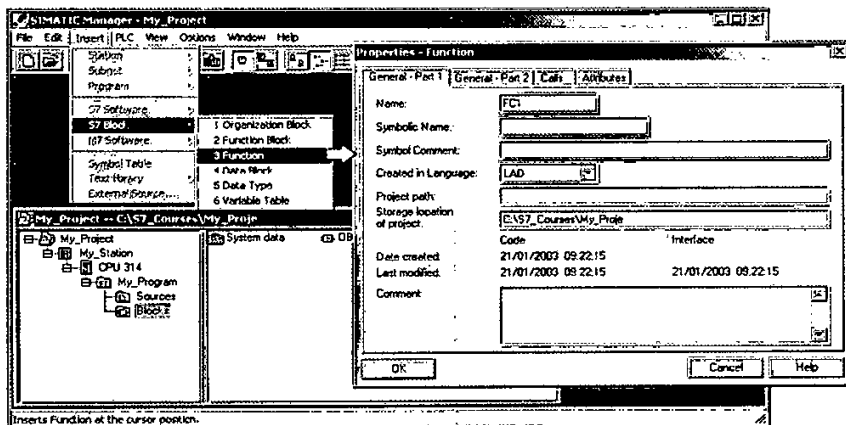 SIMATIC Manager - My_Project
File Edit Insert PLC View Options Window Help
Station
Subnet
Program
S7 Software
S7 Block
M7 Software
Symbol Table
Text library
External Source....
1 Organization Block
2 Function Block
3 Function
4 Data Block
5 Data Type
6 Variable Table
Properties - Function
General - Part 1 General - Part 2 Calls Attributes
Name: FC1
Symbolic Name:
Symbol Comment:
Created in Language: LAD
Project path:
Storage location
of project: C:\S7_Courses\My_Proje
Code Interface
Date created: 21/01/2003 09:22:15
Last modified: 21/01/2003 09:22:15 21/01/2003 09:22:15
Comment:
OK Cancel Help
My_Project -- C:\S7_Courses\My_Proje
My_Project
My_Station
CPU 314
My_Program
Sources
Blocks
System data OB
Inserts Function at the cursor position.